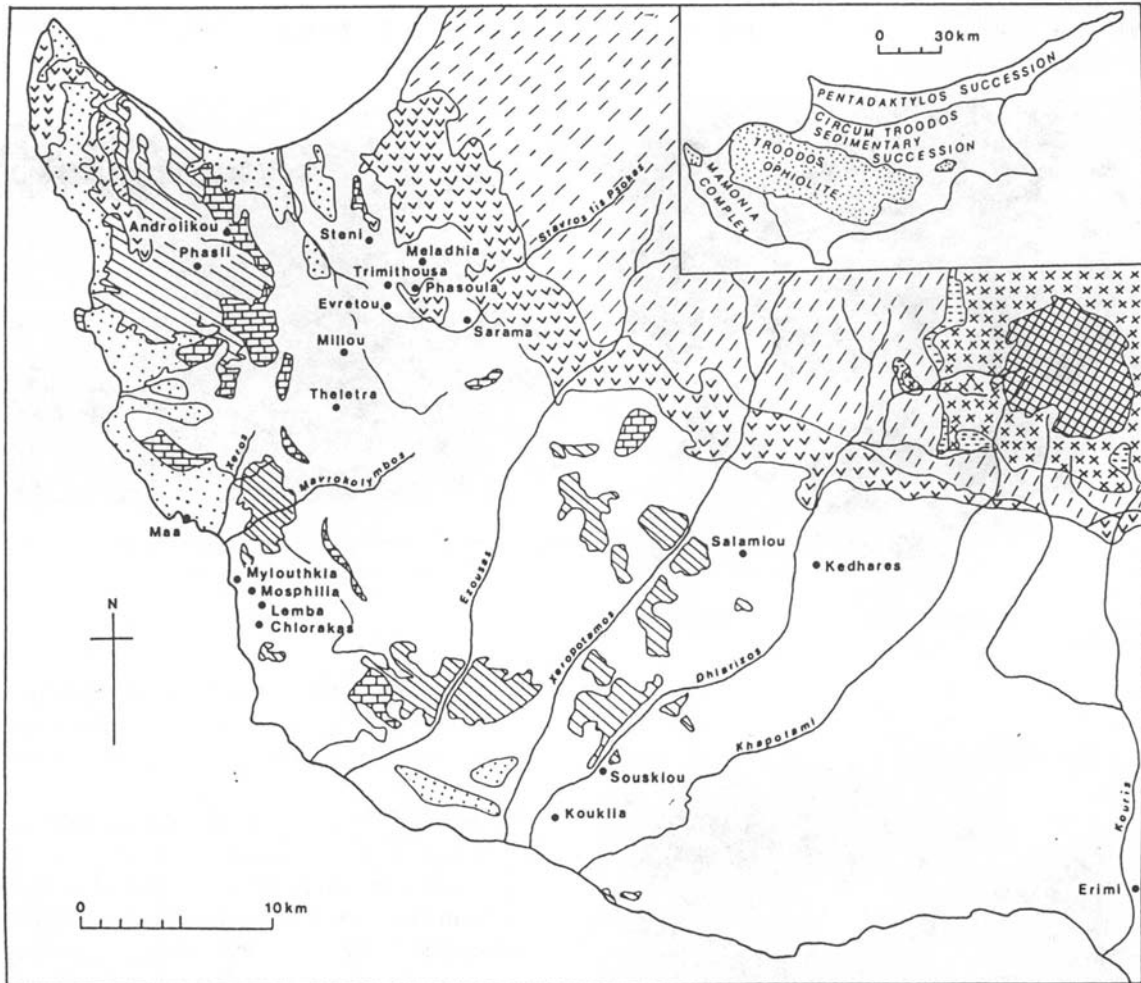 0 30km
PENTADAKTYLOS SUCCESSION
CIRCUM TROODOS
SEDIMENTARY
SUCCESSION
TROODOS
OPHIOLITE
MAMONIA
COMPLEX
Stavros tis Psokas
Androlikou
Phasli
Steni
Meladhia
Trimithousa
Phasoula
Evretou
Sarama
Millou
Theletra
Xeros
Mavrokolymbos
Maa
Ezousas
Xeropotamos
Salamiou
Kedhares
Mylouthkia
Mosphilia
Lemba
Chlorakas
N
Dhiarizos
Khapotami
Souskiou
Kouklia
Kouris
Erimi
0 10km